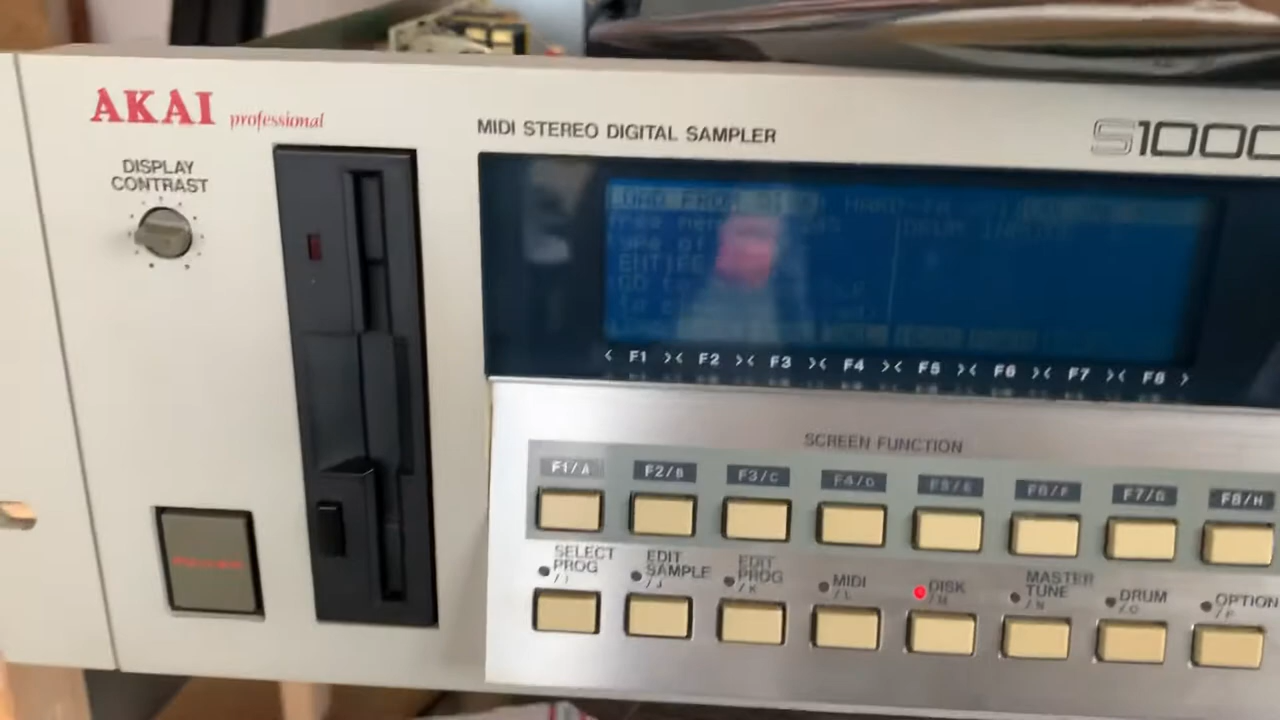 AKAI professional
MIDI STEREO DIGITAL SAMPLER
S1000
DISPLAY
CONTRAST
< F1 >< F2 >< F3 >< F4 >< F5 >< F6 >< F7 >< F8 >
SCREEN FUNCTION
F1/A F2/B F3/C F4/D F5/E F6/F F7/G F8/H
SELECT PROG /I
EDIT SAMPLE /J
EDIT PROG /K
MIDI /L
DISK /M
MASTER TUNE /N
DRUM /O
OPTION /P